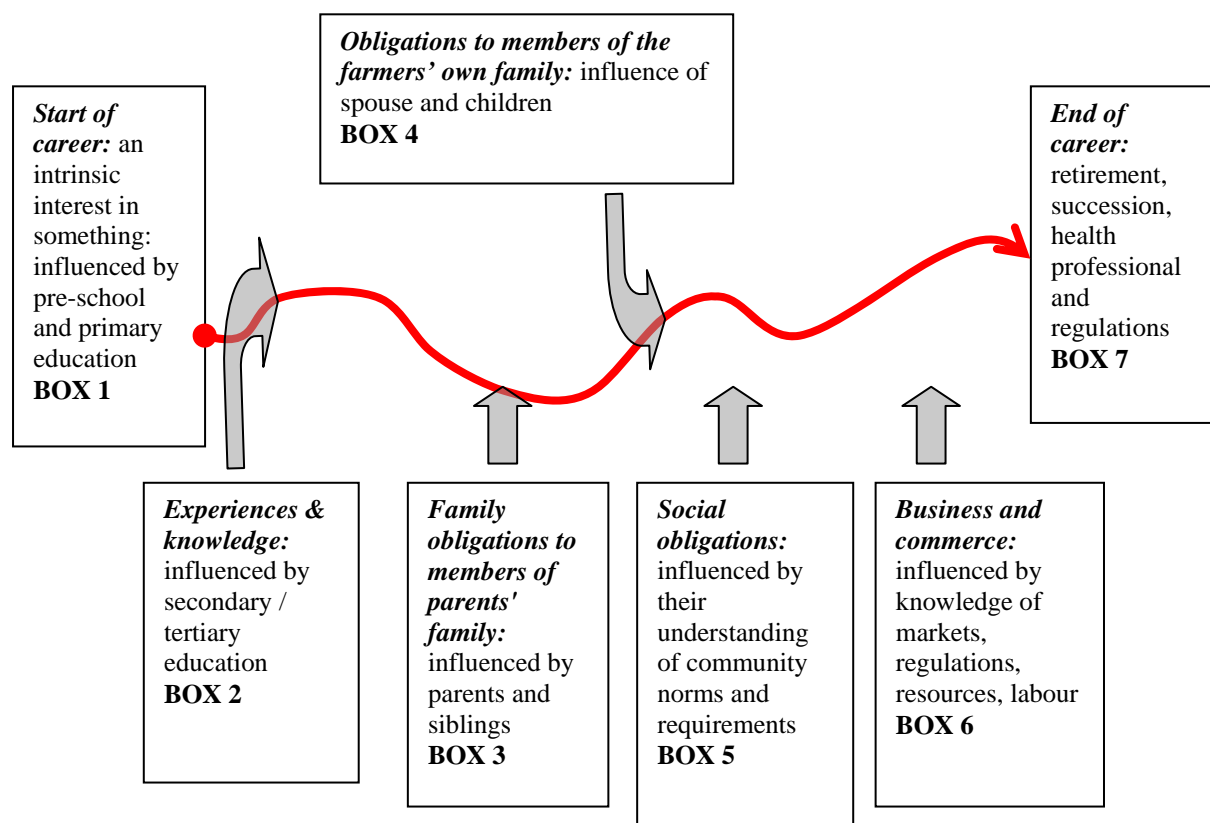 Start of
career: an
intrinsic
interest in
something:
influenced by
pre-school
and primary
education
BOX 1
Obligations to members of the
farmers’ own family: influence of
spouse and children
BOX 4
End of
career:
retirement,
succession,
health
professional
and
regulations
BOX 7
Experiences &
knowledge:
influenced by
secondary /
tertiary
education
BOX 2
Family
obligations to
members of
parents'
family:
influenced by
parents and
siblings
BOX 3
Social
obligations:
influenced by
their
understanding
of community
norms and
requirements
BOX 5
Business and
commerce:
influenced by
knowledge of
markets,
regulations,
resources, labour
BOX 6